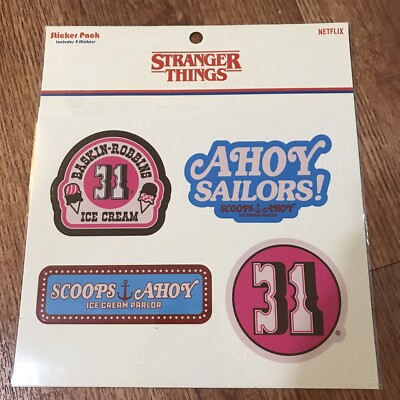 Sticker Pack
Includes 4 Stickers
NETFLIX
STRANGER
THINGS
BASKIN-ROBBINS
31
ICE CREAM
AHOY
SAILORS!
SCOOPS AHOY
ICE CREAM PARLOR
SCOOPS AHOY
ICE CREAM PARLOR
31
®